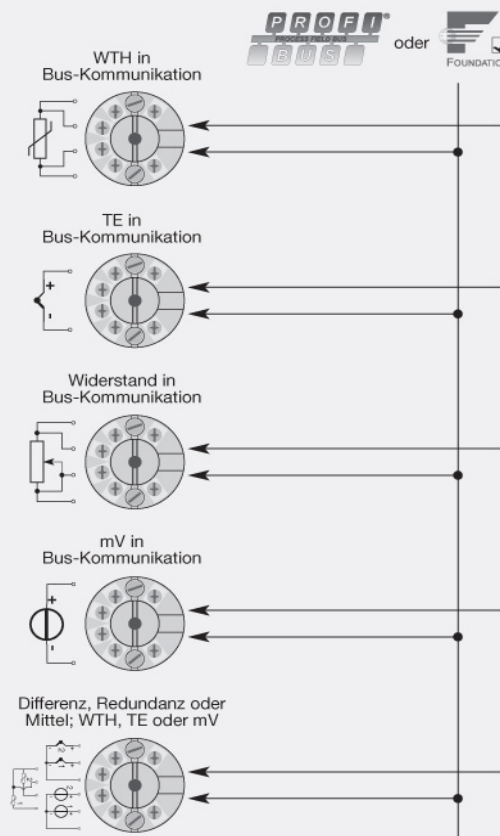 PROFI®
PROCESS FIELD BUS
BUS
oder
FOUNDATIO
WTH in
Bus-Kommunikation
TE in
Bus-Kommunikation
+
-
Widerstand in
Bus-Kommunikation
mV in
Bus-Kommunikation
+
-
Differenz, Redundanz oder
Mittel; WTH, TE oder mV